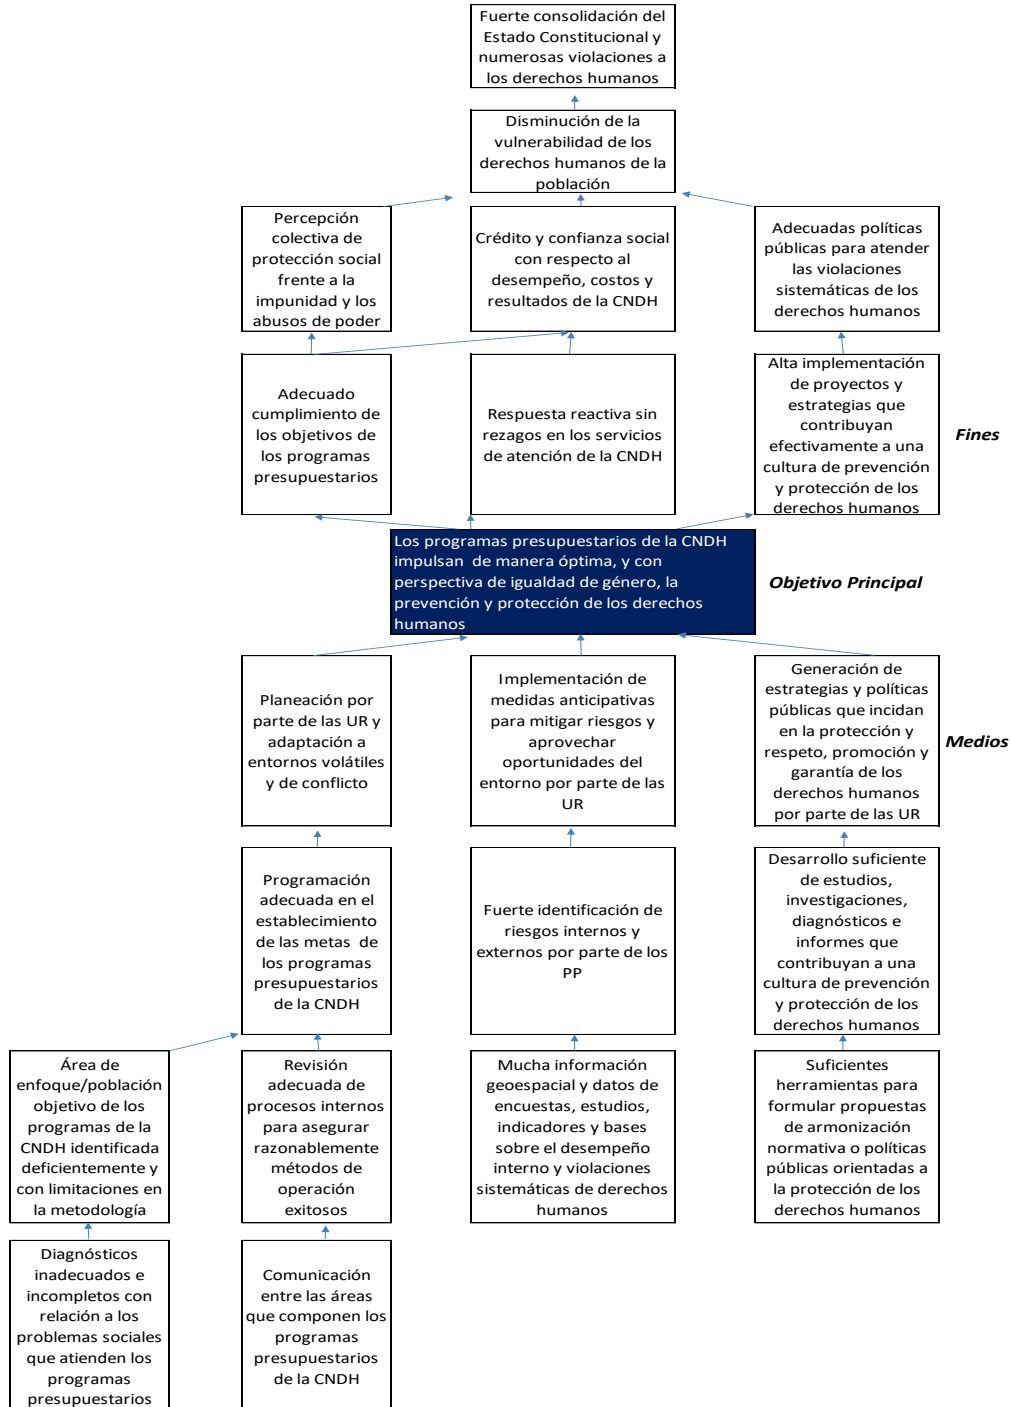 Fuerte consolidación del
Estado Constitucional y
numerosas violaciones a
los derechos humanos
Disminución de la
vulnerabilidad de los
derechos humanos de la
población
Percepción
colectiva de
protección social
frente a la
impunidad y los
abusos de poder
Crédito y confianza social
con respecto al
desempeño, costos y
resultados de la CNDH
Adecuadas políticas
públicas para atender
las violaciones
sistemáticas de los
derechos humanos
Adecuado
cumplimiento de
los objetivos de
los programas
presupuestarios
Respuesta reactiva sin
rezagos en los servicios
de atención de la CNDH
Alta implementación
de proyectos y
estrategias que
contribuyan
efectivamente a una
cultura de prevención
y protección de los
derechos humanos
Fines
Los programas presupuestarios de la CNDH
impulsan de manera óptima, y con
perspectiva de igualdad de género, la
prevención y protección de los derechos
humanos
Objetivo Principal
Planeación por
parte de las UR y
adaptación a
entornos volátiles
y de conflicto
Implementación de
medidas anticipativas
para mitigar riesgos y
aprovechar
oportunidades del
entorno por parte de las
UR
Generación de
estrategias y políticas
públicas que incidan
en la protección y
respeto, promoción y
garantía de los
derechos humanos
por parte de las UR
Medios
Programación
adecuada en el
establecimiento
de las metas de
los programas
presupuestarios
de la CNDH
Fuerte identificación de
riesgos internos y
externos por parte de los
PP
Desarrollo suficiente
de estudios,
investigaciones,
diagnósticos e
informes que
contribuyan a una
cultura de prevención
y protección de los
derechos humanos
Área de
enfoque/población
objetivo de los
programas de la
CNDH identificada
deficientemente y
con limitaciones en
la metodología
Revisión
adecuada de
procesos internos
para asegurar
razonablemente
métodos de
operación
exitosos
Mucha información
geoespacial y datos de
encuestas, estudios,
indicadores y bases
sobre el desempeño
interno y violaciones
sistemáticas de derechos
humanos
Suficientes
herramientas para
formular propuestas
de armonización
normativa o políticas
públicas orientadas a
la protección de los
derechos humanos
Diagnósticos
inadecuados e
incompletos con
relación a los
problemas sociales
que atienden los
programas
presupuestarios
Comunicación
entre las áreas
que componen los
programas
presupuestarios
de la CNDH